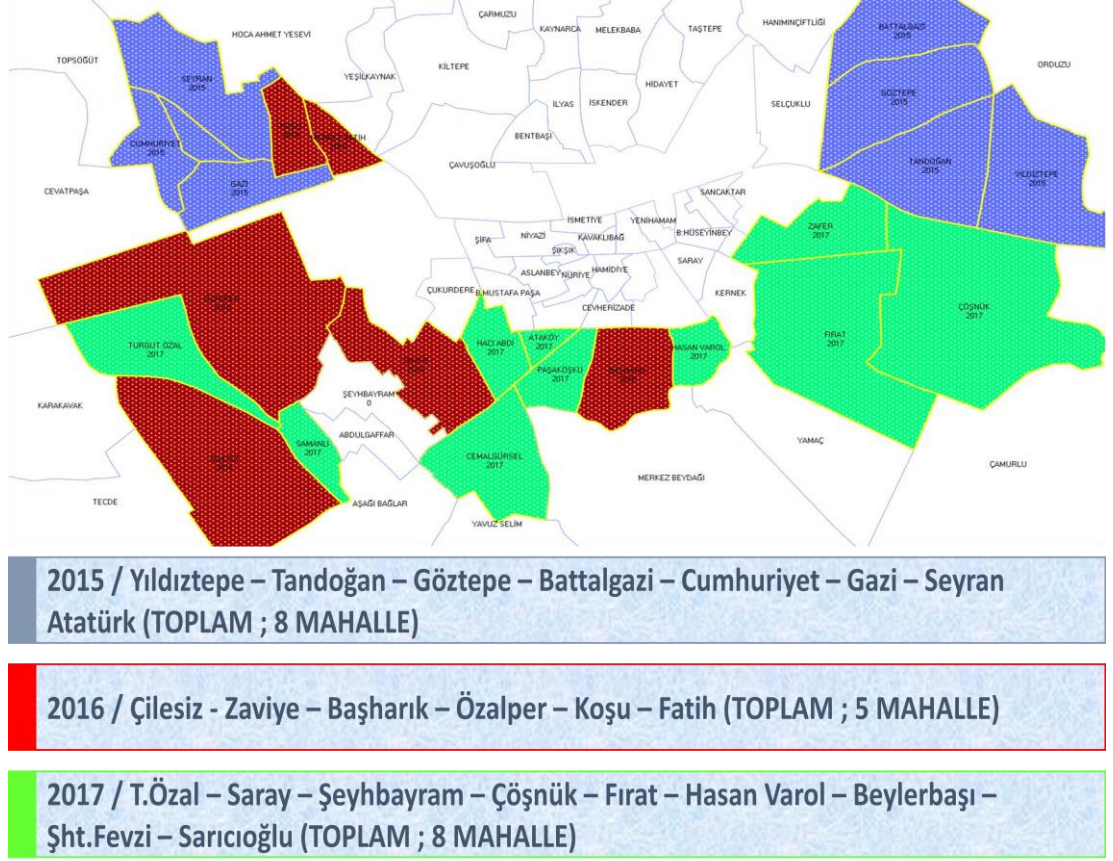 ÇARMUZU
KAYNARCA
MELEKBABA
TAŞTEPE
HANIMINÇİFTLİĞİ
BATTALGAZİ
2015
HOCA AHMET YESEVİ
TOPSÖĞÜT
KİLTEPE
ORDUZU
SEYRAN
2015
YEŞİLKAYNAK
HİDAYET
GÖZTEPE
2015
İLYAS
İSKENDER
SELÇUKLU
BENTBAŞI
CUMHURİYET
2015
ÇAVUŞOĞLU
TANDOĞAN
2015
YILDIZTEPE
2015
GAZİ
2015
CEVATPAŞA
SANCAKTAR
İSMETİYE
YENİHAMAM
ZAFER
2017
ŞİFA
NİYAZİ
KAVAKLIBAĞ
B.HÜSEYİNBEY
ŞIKŞIK
SARAY
ASLANBEY
NURİYE
HAMİDİYE
ÇUKURDERE
B.MUSTAFA PAŞA
KERNEK
CEVHERİZADE
ÇÖŞNÜK
2017
TURGUT ÖZAL
2017
HACI ABDİ
2017
ATAKÖY
2017
HASAN VAROL
2017
FIRAT
2017
PAŞAKÖŞKÜ
2017
ŞEYHBAYRAM
0
KARAKAVAK
ABDULGAFFAR
SAMANLI
2017
YAMAÇ
CEMALGÜRSEL
2017
ÇAMURLU
MERKEZ BEYDAĞI
TECDE
AŞAĞI BAĞLAR
YAVUZ SELİM
2015 / Yıldıztepe – Tandoğan – Göztepe – Battalgazi – Cumhuriyet – Gazi – Seyran
Atatürk (TOPLAM ; 8 MAHALLE)
2016 / Çilesiz - Zaviye – Başharık – Özalper – Koşu – Fatih (TOPLAM ; 5 MAHALLE)
2017 / T.Özal – Saray – Şeyhbayram – Çöşnük – Fırat – Hasan Varol – Beylerbaşı –
Şht.Fevzi – Sarıcıoğlu (TOPLAM ; 8 MAHALLE)